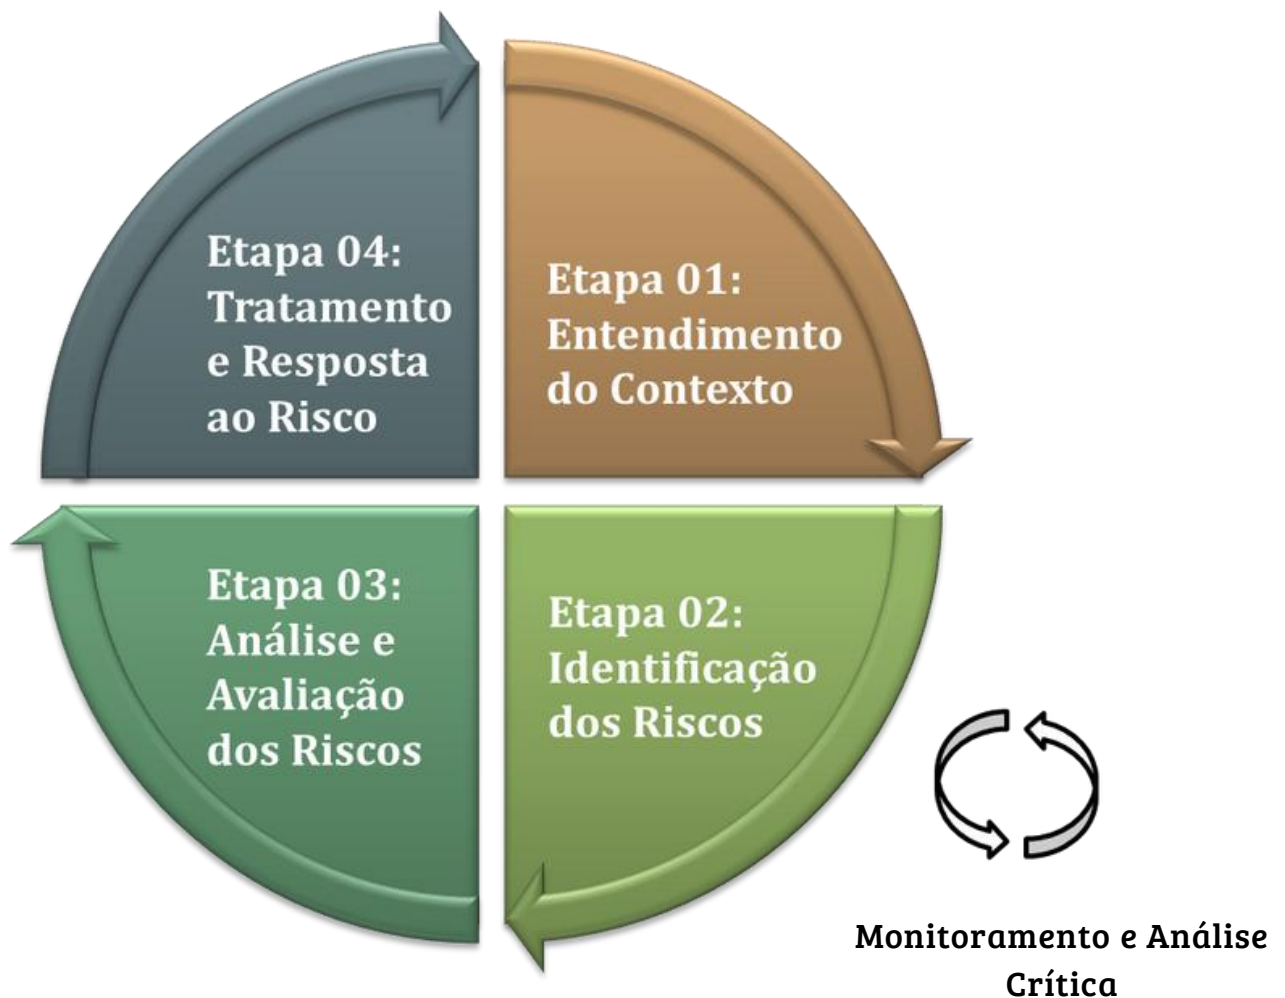 Etapa 01:
Entendimento
do Contexto
Etapa 02:
Identificação
dos Riscos
Etapa 03:
Análise e
Avaliação
dos Riscos
Etapa 04:
Tratamento
e Resposta
ao Risco
Monitoramento e Análise
Crítica